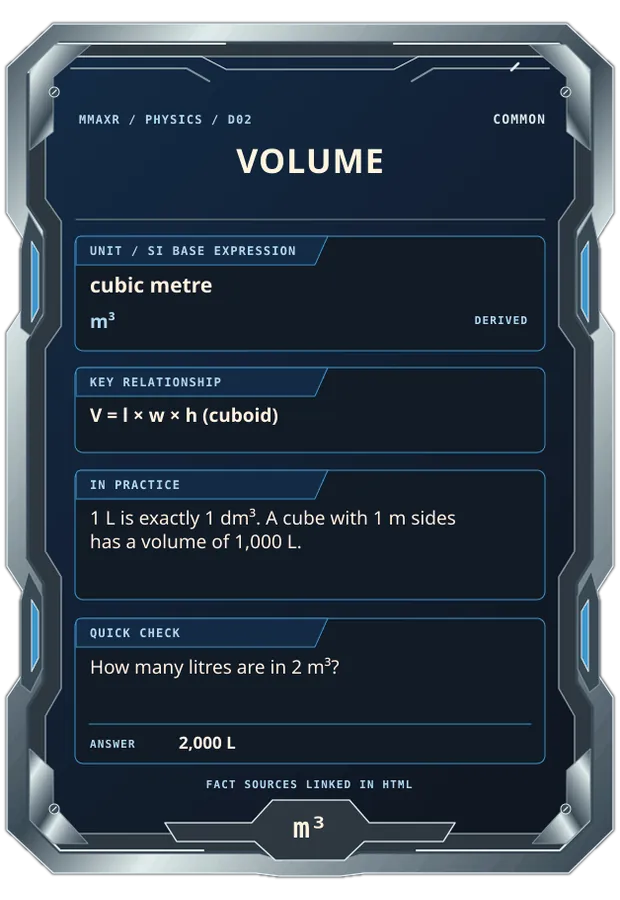 MMAXR / PHYSICS / D02
COMMON
VOLUME
UNIT / SI BASE EXPRESSION
cubic metre
m³
DERIVED
KEY RELATIONSHIP
V = l × w × h (cuboid)
IN PRACTICE
1 L is exactly 1 dm³. A cube with 1 m sides
has a volume of 1,000 L.
QUICK CHECK
How many litres are in 2 m³?
ANSWER 2,000 L
FACT SOURCES LINKED IN HTML
m³